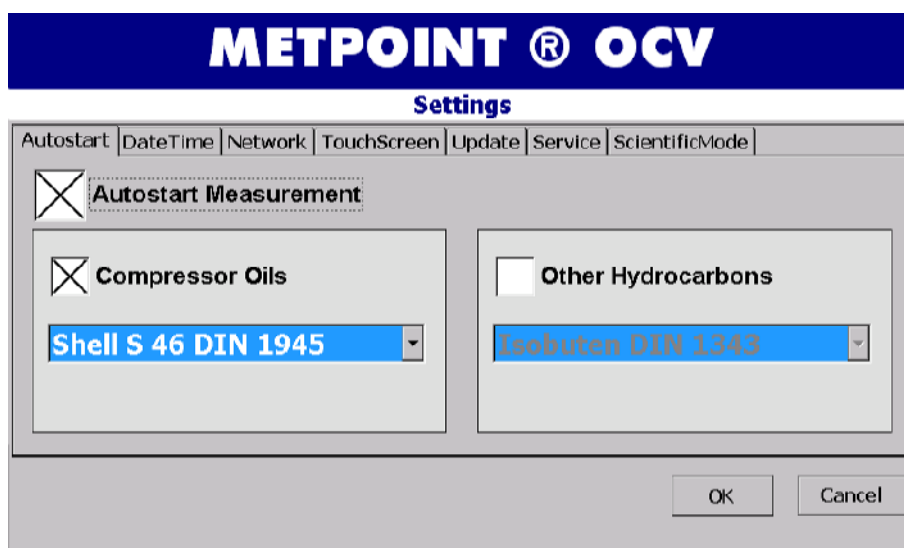 METPOINT ® OCV
Settings
Autostart DateTime Network TouchScreen Update Service ScientificMode
Autostart Measurement
Compressor Oils
Other Hydrocarbons
Shell S 46 DIN 1945
Isobuten DIN 1343
OK Cancel